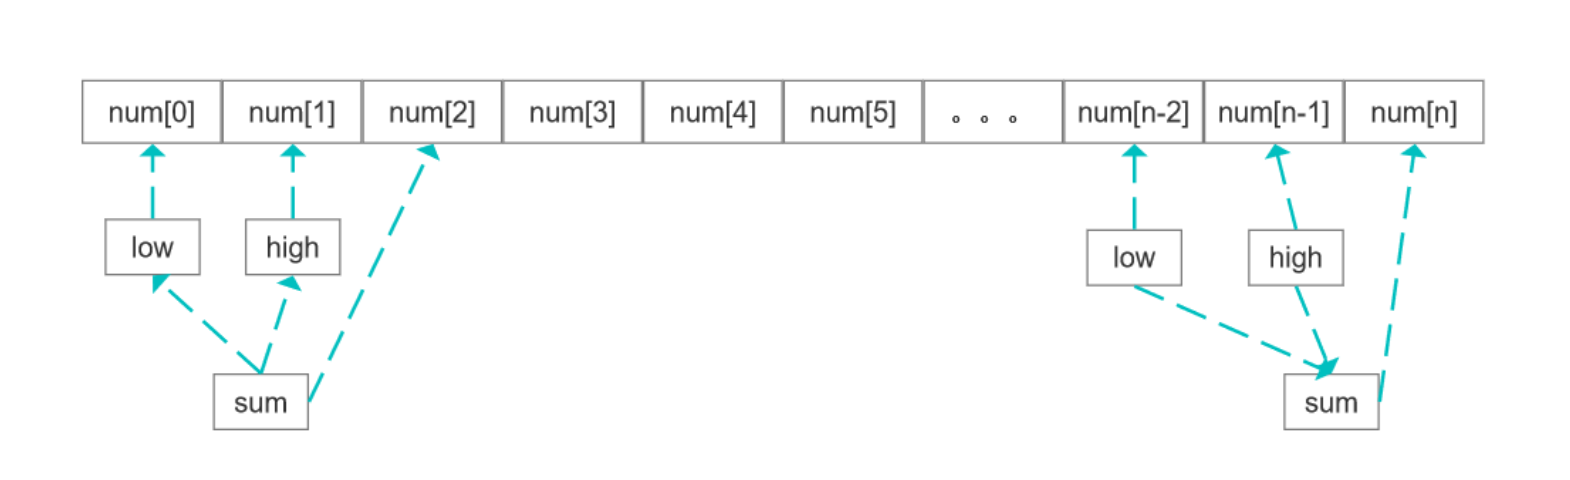 num[0] num[1] num[2] num[3] num[4] num[5] 。。。 num[n-2] num[n-1] num[n]
low high low high
sum sum